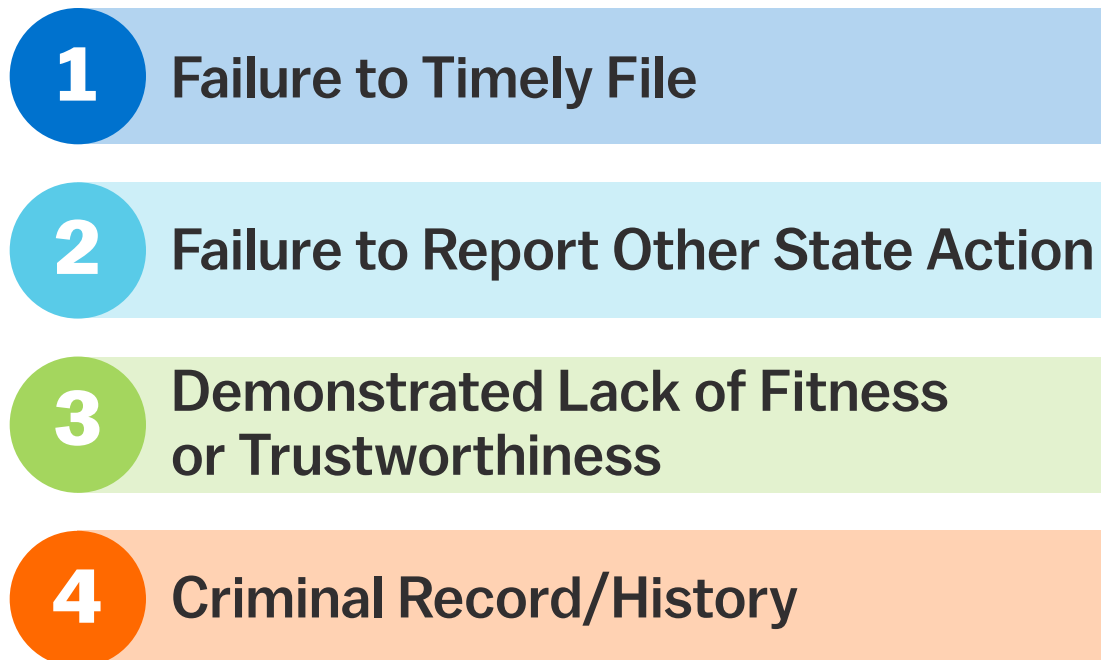 1
Failure to Timely File
2
Failure to Report Other State Action
3
Demonstrated Lack of Fitness
or Trustworthiness
4
Criminal Record/History